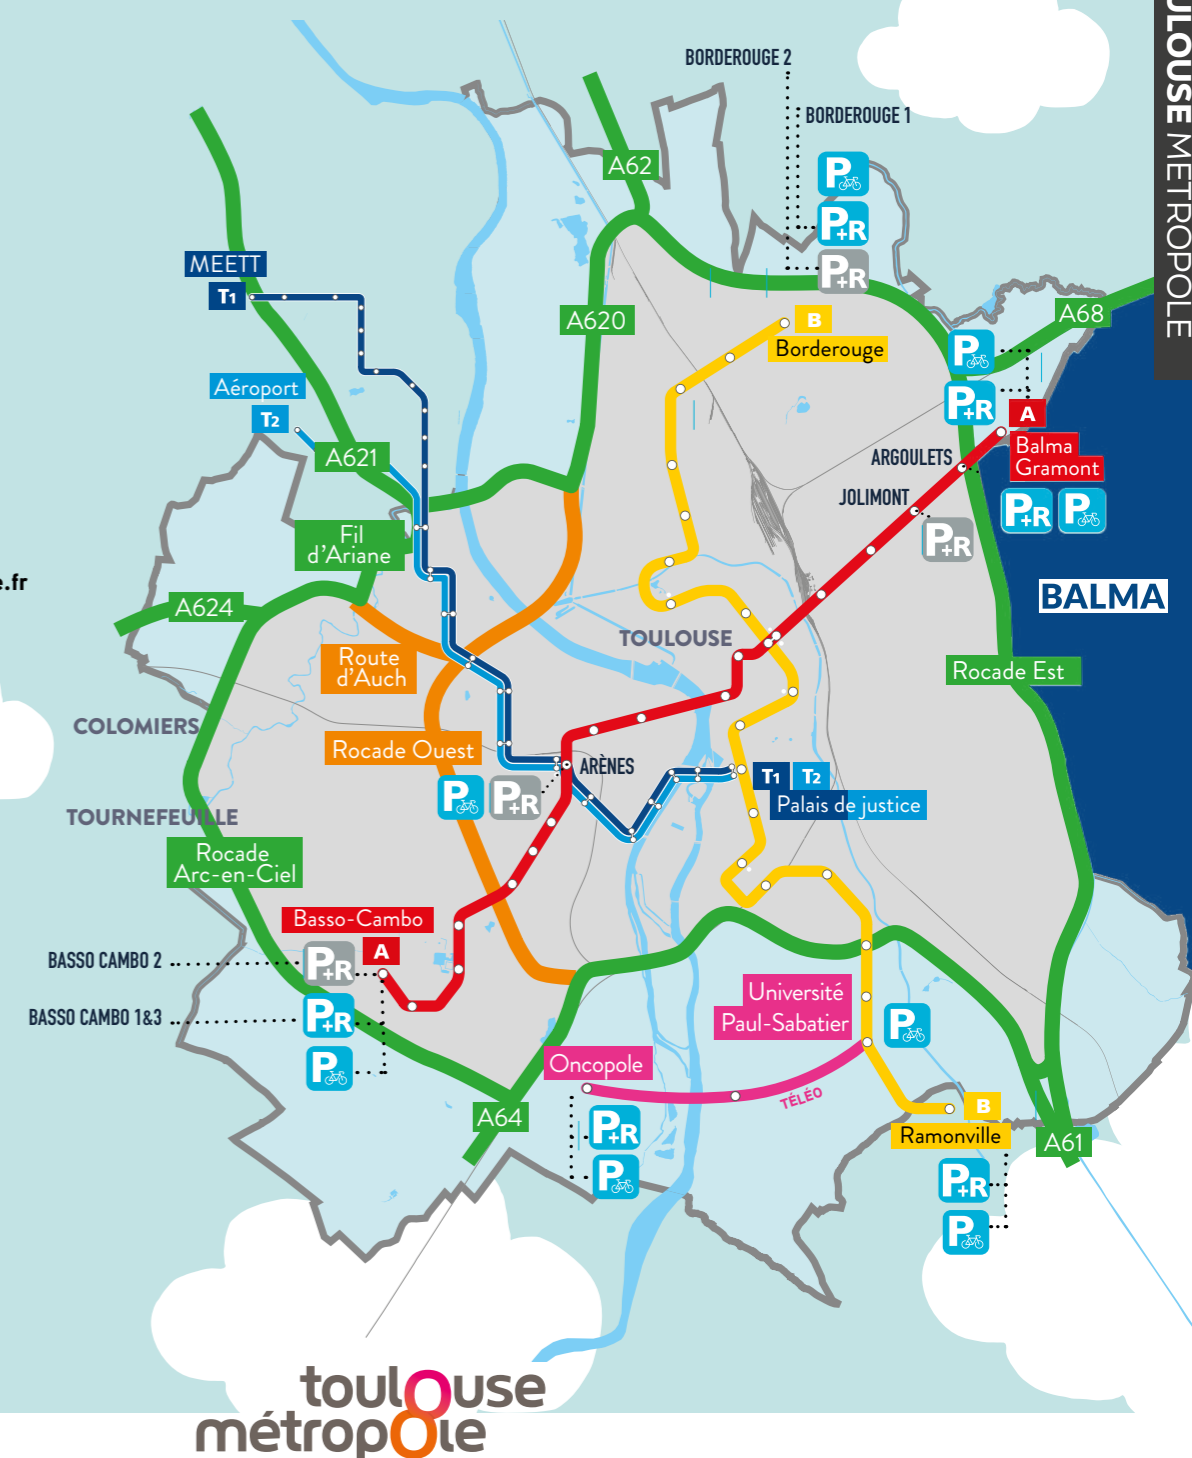 ULOUSE METROPOLE
BORDEROUGE 2
BORDEROUGE 1
A62
P
P+R
P+R
MEETT
T1
A620
A68
B
Borderouge
P
P+R
A
Aéroport
T2
Balma
Gramont
A621
ARGOULETS
JOLIMONT
P+R
P
P+R
Fil
d'Ariane
e.fr
BALMA
A624
TOULOUSE
Route
d'Auch
Rocade Est
COLOMIERS
Rocade Ouest
ARÈNES
P
P+R
T1
T2
Palais de justice
TOURNEFEUILLE
Rocade
Arc-en-Ciel
Basso-Cambo
A
BASSO CAMBO 2
P+R
BASSO CAMBO 1&3
P+R
P
Université
Paul-Sabatier
P
Oncopole
TÉLÉO
A64
P+R
P
B
Ramonville
A61
P+R
P
toulouse
métropole